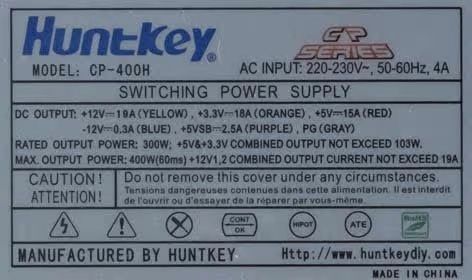 Huntkey®
CP SERIES
MODEL: CP-400H
AC INPUT: 220-230V~, 50-60Hz, 4A
SWITCHING POWER SUPPLY
DC OUTPUT: +12V⎓19A (YELLOW), +3.3V⎓18A (ORANGE), +5V⎓15A (RED)
-12V⎓0.3A (BLUE), +5VSB⎓2.5A (PURPLE), PG (GRAY)
RATED OUTPUT POWER: 300W; +5V&+3.3V COMBINED OUTPUT NOT EXCEED 103W.
MAX. OUTPUT POWER: 400W(60ms) +12V1,2 COMBINED OUTPUT CURRENT NOT EXCEED 19A
CAUTION!
ATTENTION!
Do not remove this cover under any circumstances.
Tensions dangereuses contenues dans cette alimentation. Il est interdit
de l'ouvrir ou d'essayer de la réparer par vous-même.
CONT OK
HIPOT
ATE
RoHS
MANUFACTURED BY HUNTKEY
Http://www.huntkeydiy.com
MADE IN CHINA